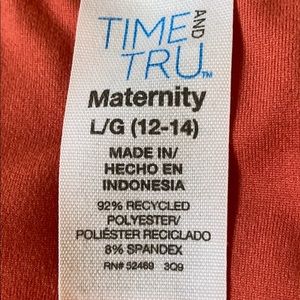 TIME AND
TRU™
Maternity
L/G (12-14)
MADE IN/
HECHO EN
INDONESIA
92% RECYCLED
POLYESTER/
POLIÉSTER RECICLADO
8% SPANDEX
RN# 52469 3Q9